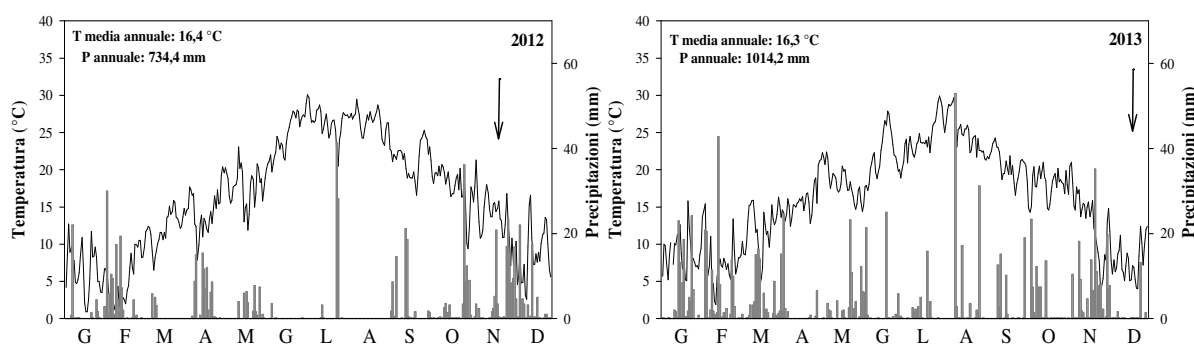 T media annuale: 16,4 °C
P annuale: 734,4 mm
2012
Temperatura (°C)
40
35
30
25
20
15
10
5
0
Precipitazioni (mm)
60
40
20
0
G F M A M G L A S O N D
T media annuale: 16,3 °C
P annuale: 1014,2 mm
2013
Temperatura (°C)
40
35
30
25
20
15
10
5
0
Precipitazioni (mm)
60
40
20
0
G F M A M G L A S O N D